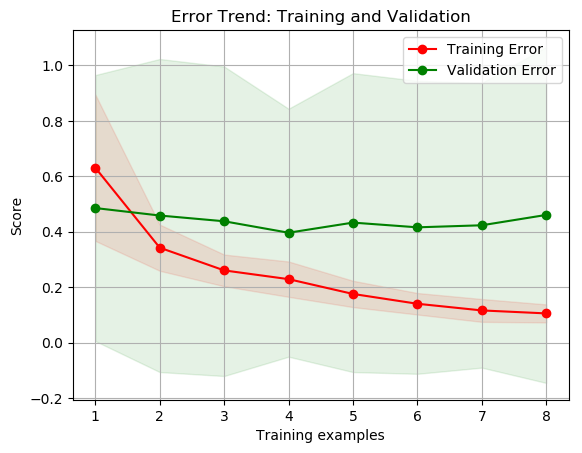 Error Trend: Training and Validation
Training Error
Validation Error
Score
1.0
0.8
0.6
0.4
0.2
0.0
−0.2
1 2 3 4 5 6 7 8
Training examples